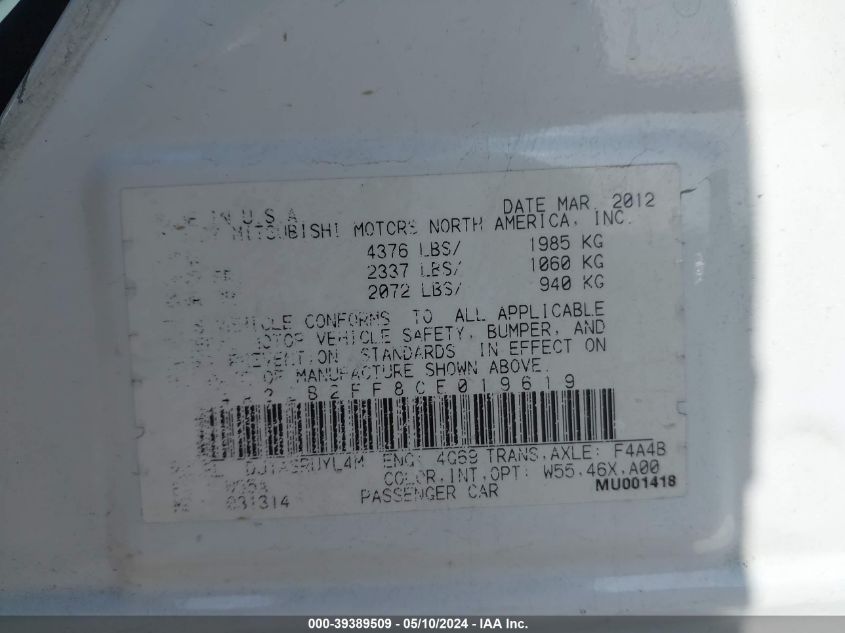 IN U.S.A. DATE MAR. 2012
MITSUBISHI MOTORS NORTH AMERICA, INC.
4376 LBS/ 1985 KG
2337 LBS/ 1060 KG
2072 LBS/ 940 KG
CONFORMS TO ALL APPLICABLE
VEHICLE SAFETY, BUMPER, AND
STANDARDS IN EFFECT ON
OF MANUFACTURE SHOWN ABOVE.
B2FF8CE019619
ENG: 4G69 TRANS.AXLE: F4A4B
COLOR,INT,OPT: W55.46X.A00
031314 PASSENGER CAR MU001418
000-39389509 - 05/10/2024 - IAA Inc.